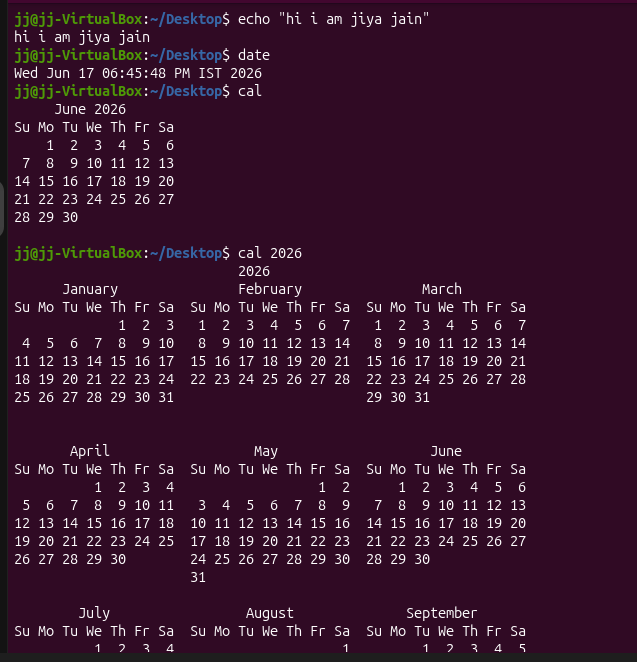 jj@jj-VirtualBox:~/Desktop$ echo "hi i am jiya jain"
hi i am jiya jain
jj@jj-VirtualBox:~/Desktop$ date
Wed Jun 17 06:45:48 PM IST 2026
jj@jj-VirtualBox:~/Desktop$ cal
     June 2026
Su Mo Tu We Th Fr Sa
    1  2  3  4  5  6
 7  8  9 10 11 12 13
14 15 16 17 18 19 20
21 22 23 24 25 26 27
28 29 30
jj@jj-VirtualBox:~/Desktop$ cal 2026
                            2026
      January               February               March
Su Mo Tu We Th Fr Sa  Su Mo Tu We Th Fr Sa  Su Mo Tu We Th Fr Sa
             1  2  3   1  2  3  4  5  6  7   1  2  3  4  5  6  7
 4  5  6  7  8  9 10   8  9 10 11 12 13 14   8  9 10 11 12 13 14
11 12 13 14 15 16 17  15 16 17 18 19 20 21  15 16 17 18 19 20 21
18 19 20 21 22 23 24  22 23 24 25 26 27 28  22 23 24 25 26 27 28
25 26 27 28 29 30 31                        29 30 31
       April                  May                   June
Su Mo Tu We Th Fr Sa  Su Mo Tu We Th Fr Sa  Su Mo Tu We Th Fr Sa
          1  2  3  4                  1  2      1  2  3  4  5  6
 5  6  7  8  9 10 11   3  4  5  6  7  8  9   7  8  9 10 11 12 13
12 13 14 15 16 17 18  10 11 12 13 14 15 16  14 15 16 17 18 19 20
19 20 21 22 23 24 25  17 18 19 20 21 22 23  21 22 23 24 25 26 27
26 27 28 29 30        24 25 26 27 28 29 30  28 29 30
                      31
        July                 August              September
Su Mo Tu We Th Fr Sa  Su Mo Tu We Th Fr Sa  Su Mo Tu We Th Fr Sa
          1  2  3  4                     1         1  2  3  4  5